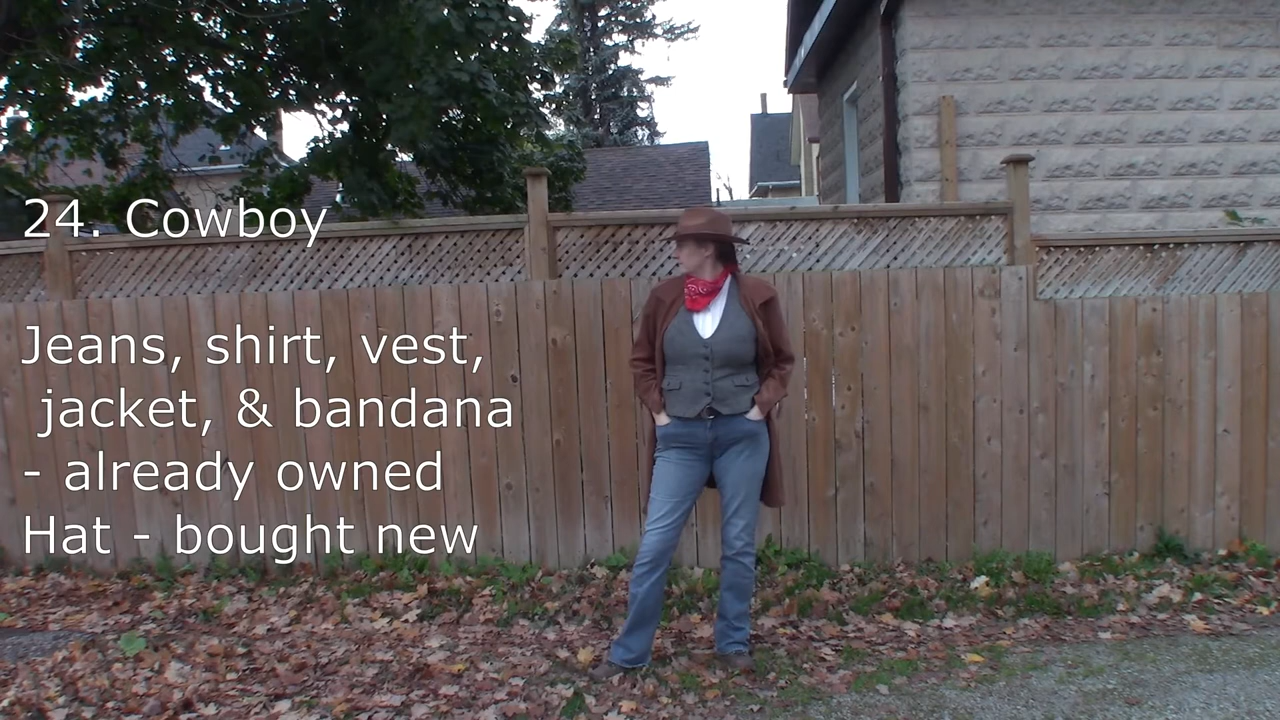 24. Cowboy
Jeans, shirt, vest,
jacket, & bandana
- already owned
Hat - bought new